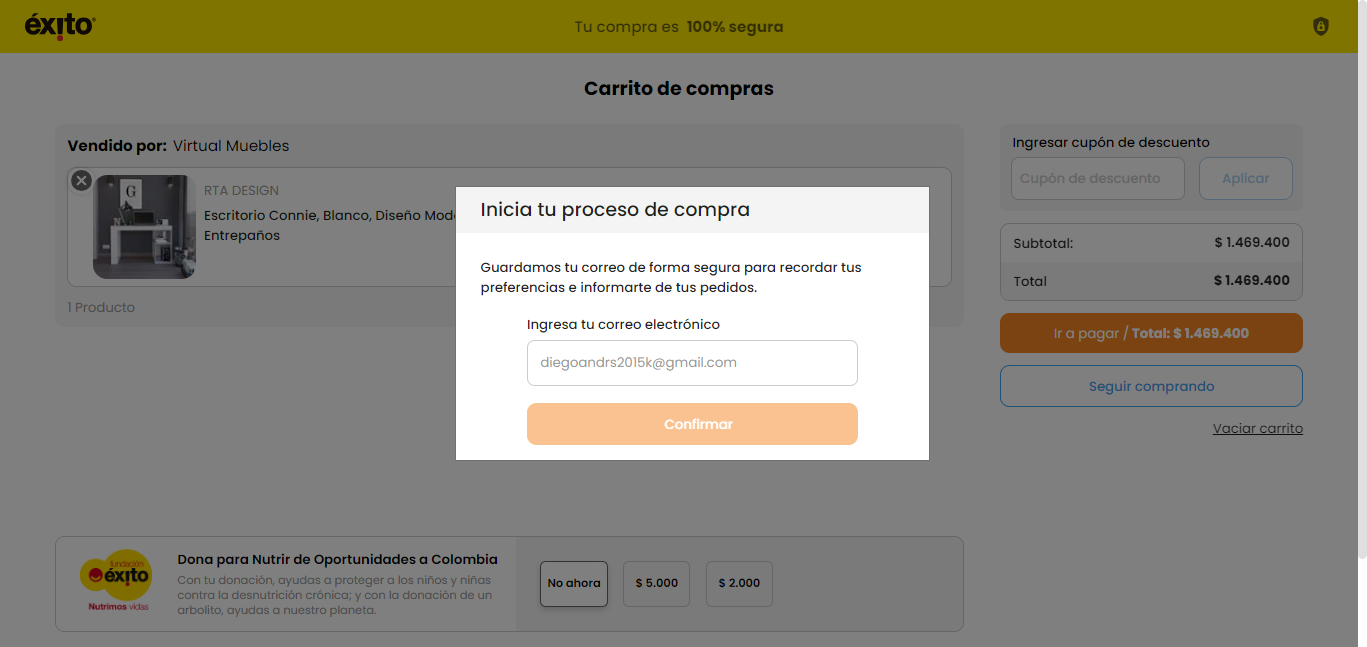 éxito
Tu compra es 100% segura
Carrito de compras
Vendido por: Virtual Muebles
RTA DESIGN
Escritorio Connie, Blanco, Diseño Mod
Entrepaños
1 Producto
Ingresar cupón de descuento
Cupón de descuento
Aplicar
Subtotal: $ 1.469.400
Total $ 1.469.400
Ir a pagar / Total: $ 1.469.400
Seguir comprando
Vaciar carrito
Inicia tu proceso de compra
Guardamos tu correo de forma segura para recordar tus
preferencias e informarte de tus pedidos.
Ingresa tu correo electrónico
diegoandrs2015k@gmail.com
Confirmar
fundación
éxito
Nutrimos vidas
Dona para Nutrir de Oportunidades a Colombia
Con tu donación, ayudas a proteger a los niños y niñas
contra la desnutrición crónica; y con la donación de un
arbolito, ayudas a nuestro planeta.
No ahora
$ 5.000
$ 2.000
G